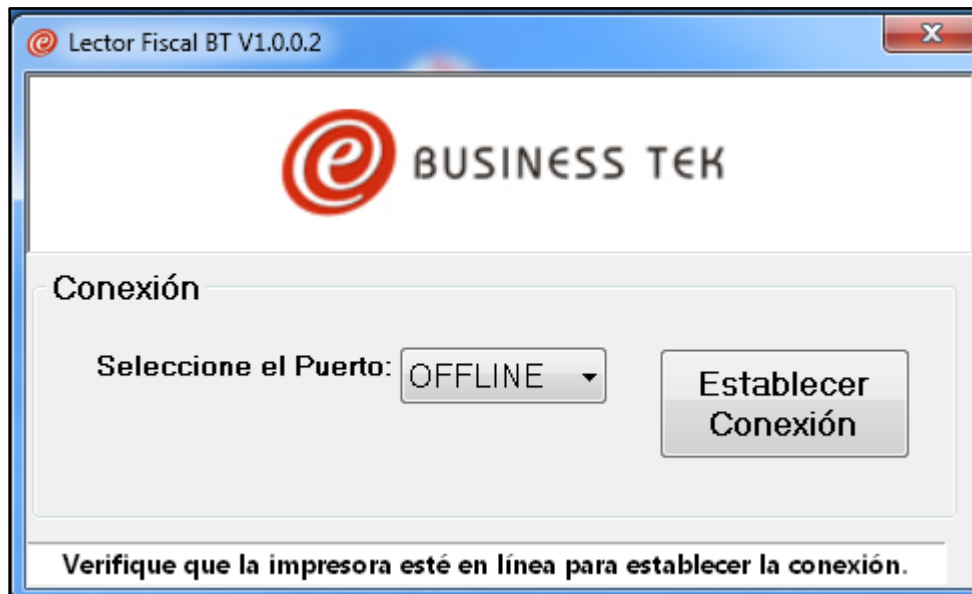 Lector Fiscal BT V1.0.0.2
BUSINESS TEK
Conexión
Seleccione el Puerto: OFFLINE
Establecer
Conexión
Verifique que la impresora esté en línea para establecer la conexión.